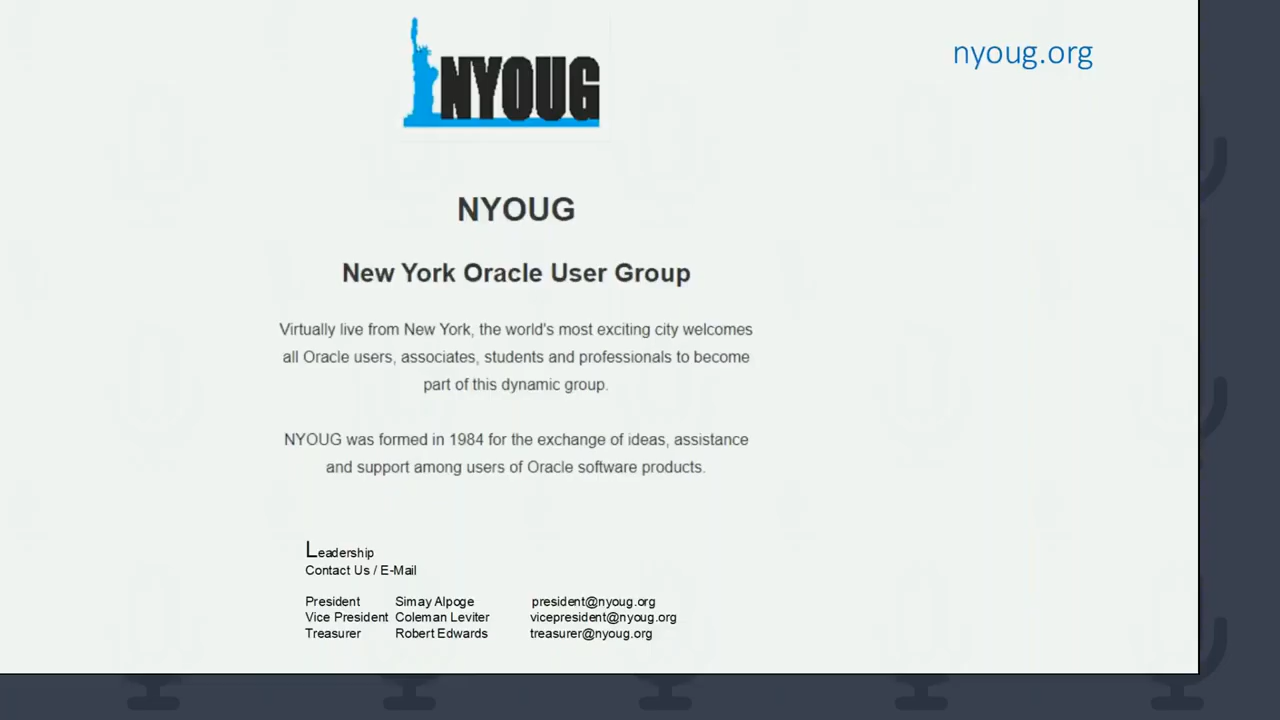 NYOUG
nyoug.org
NYOUG
New York Oracle User Group
Virtually live from New York, the world's most exciting city welcomes
all Oracle users, associates, students and professionals to become
part of this dynamic group.
NYOUG was formed in 1984 for the exchange of ideas, assistance
and support among users of Oracle software products.
Leadership
Contact Us / E-Mail
President Simay Alpoge president@nyoug.org
Vice President Coleman Leviter vicepresident@nyoug.org
Treasurer Robert Edwards treasurer@nyoug.org